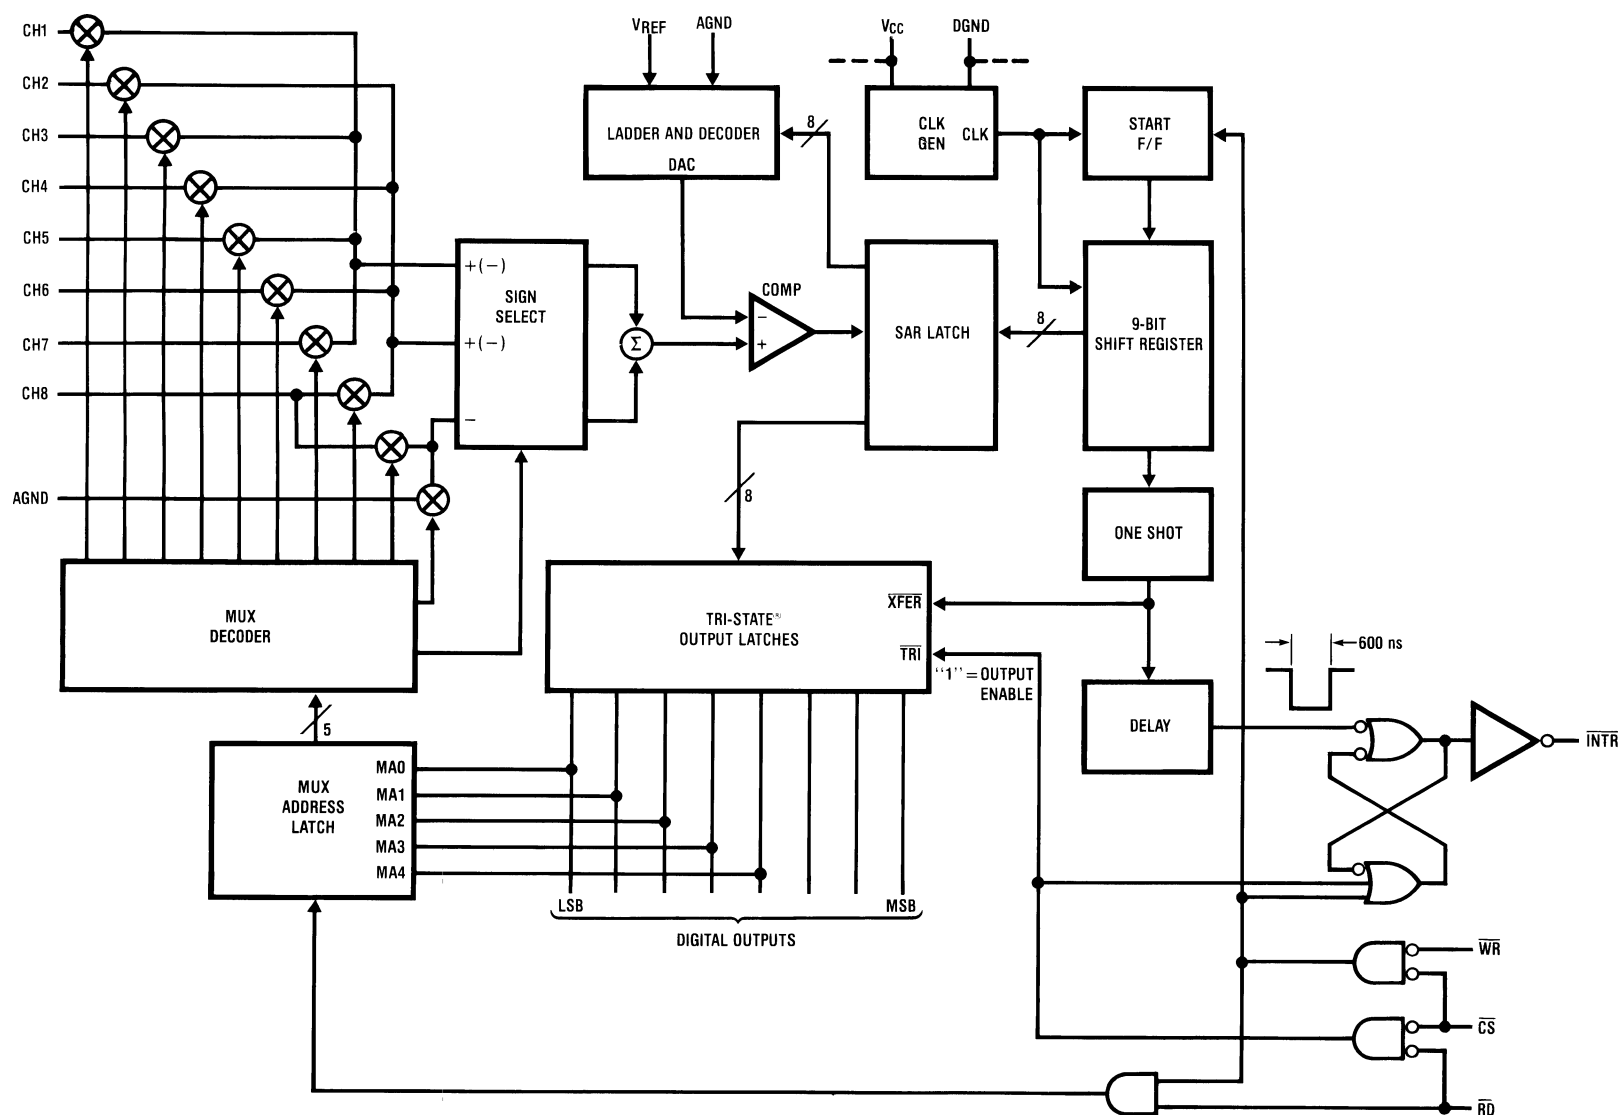 CH1
CH2
CH3
CH4
CH5
CH6
CH7
CH8
AGND
VREF
AGND
LADDER AND DECODER
DAC
8
VCC
DGND
CLK
GEN
CLK
START
F/F
+(−)
SIGN
SELECT
+(−)
−
Σ
COMP
−
+
SAR LATCH
8
9-BIT
SHIFT REGISTER
8
ONE SHOT
MUX
DECODER
TRI-STATE®
OUTPUT LATCHES
XFER
TRI
"1" = OUTPUT
ENABLE
DELAY
600 ns
INTR
5
MUX
ADDRESS
LATCH
MA0
MA1
MA2
MA3
MA4
LSB
MSB
DIGITAL OUTPUTS
WR
CS
RD